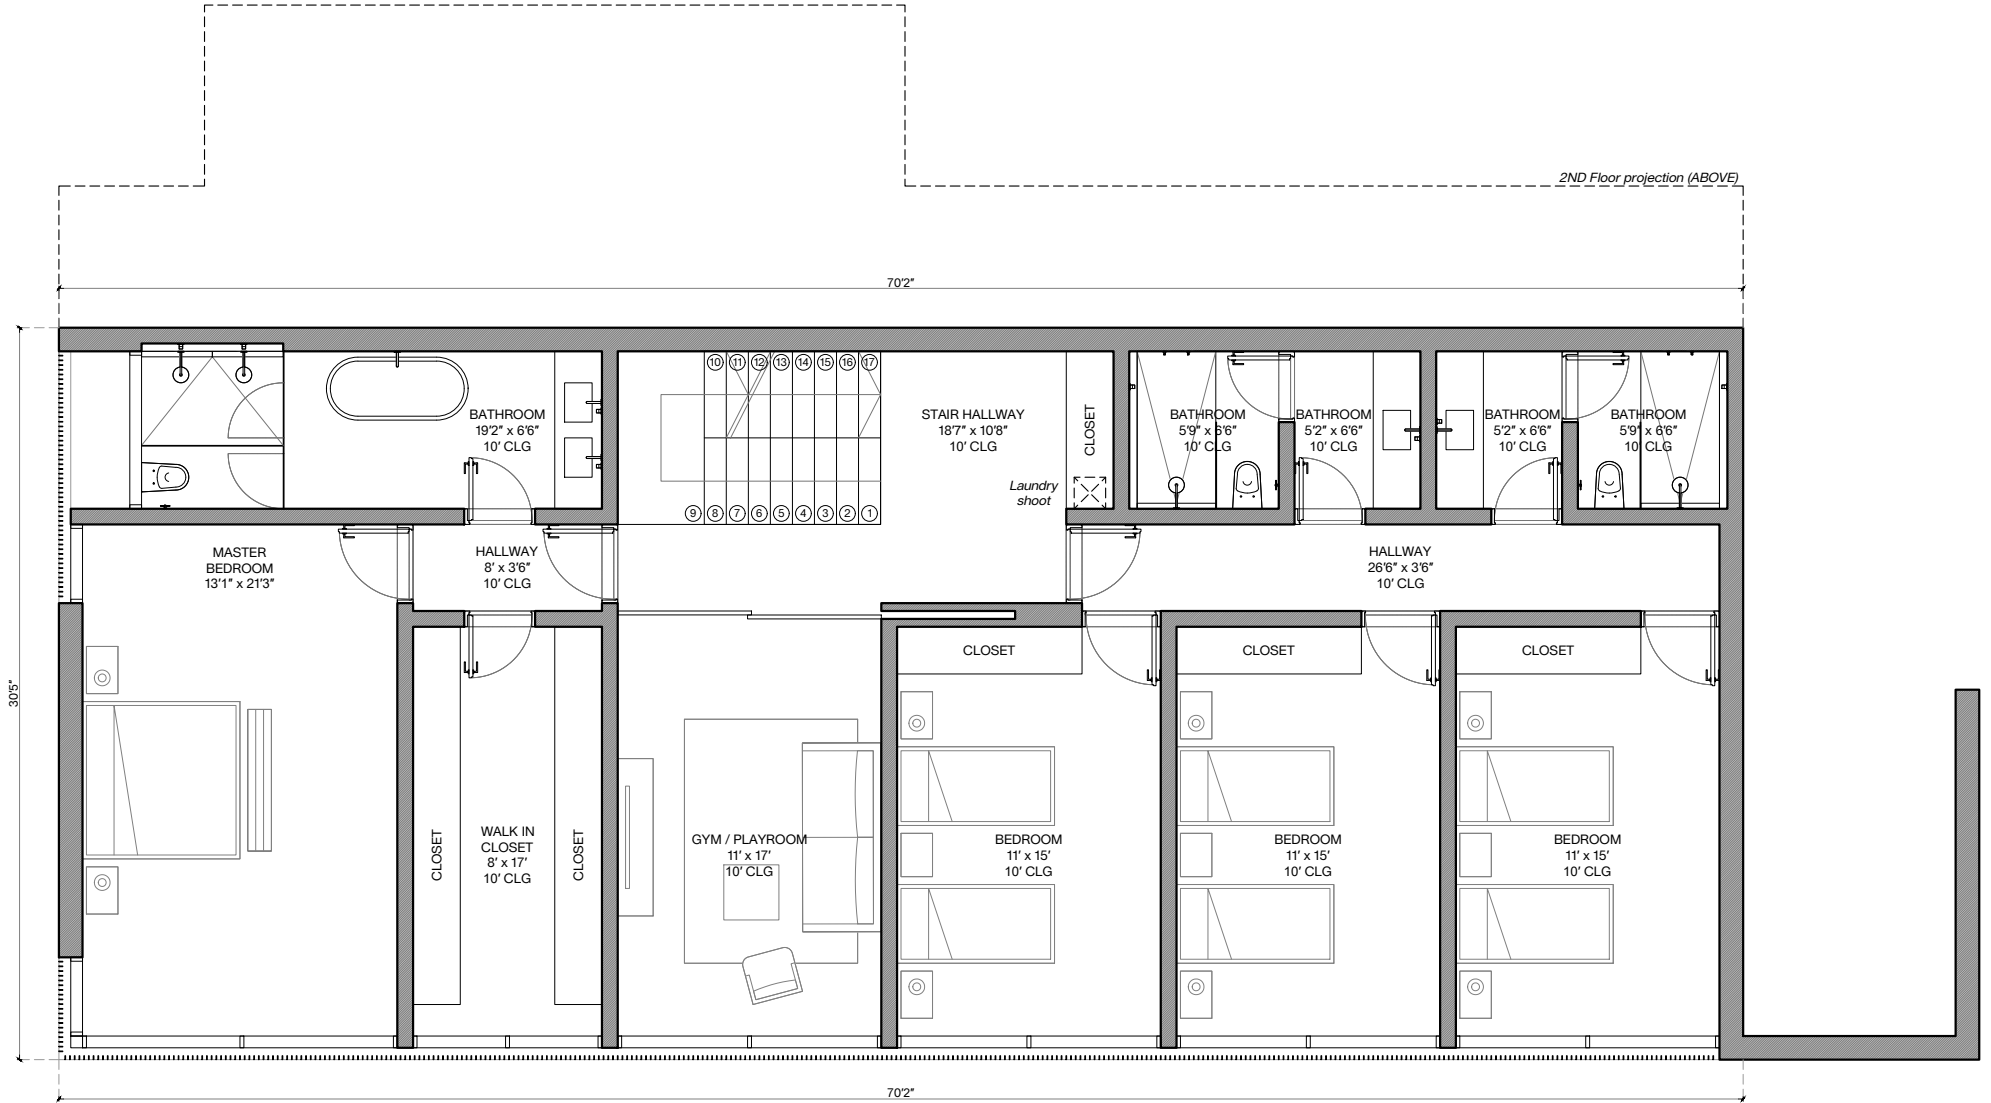 2ND Floor projection (ABOVE)
70'2"
30'5"
10 11 12 13 14 15 16 17
9 8 7 6 5 4 3 2 1
BATHROOM
19'2" x 6'6"
10' CLG
STAIR HALLWAY
18'7" x 10'8"
10' CLG
CLOSET
Laundry
shoot
BATHROOM
5'9" x 6'6"
10' CLG
BATHROOM
5'2" x 6'6"
10' CLG
BATHROOM
5'2" x 6'6"
10' CLG
BATHROOM
5'9" x 6'6"
10' CLG
MASTER
BEDROOM
13'1" x 21'3"
HALLWAY
8' x 3'6"
10' CLG
HALLWAY
26'6" x 3'6"
10' CLG
CLOSET
CLOSET
CLOSET
CLOSET
WALK IN
CLOSET
8' x 17'
10' CLG
CLOSET
GYM / PLAYROOM
11' x 17'
10' CLG
BEDROOM
11' x 15'
10' CLG
BEDROOM
11' x 15'
10' CLG
BEDROOM
11' x 15'
10' CLG
70'2"